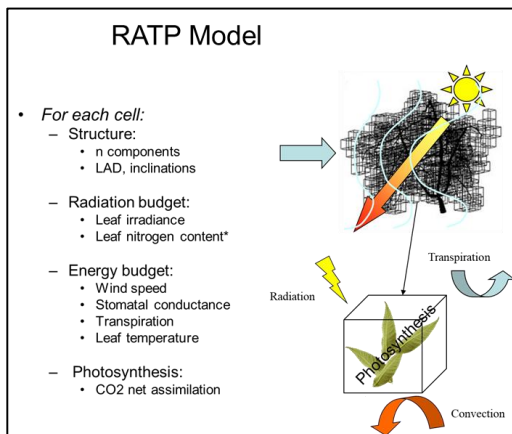 RATP Model
• For each cell:
– Structure:
• n components
• LAD, inclinations
– Radiation budget:
• Leaf irradiance
• Leaf nitrogen content*
– Energy budget:
• Wind speed
• Stomatal conductance
• Transpiration
• Leaf temperature
– Photosynthesis:
• CO2 net assimilation
Transpiration
Radiation
Photosynthesis
Convection